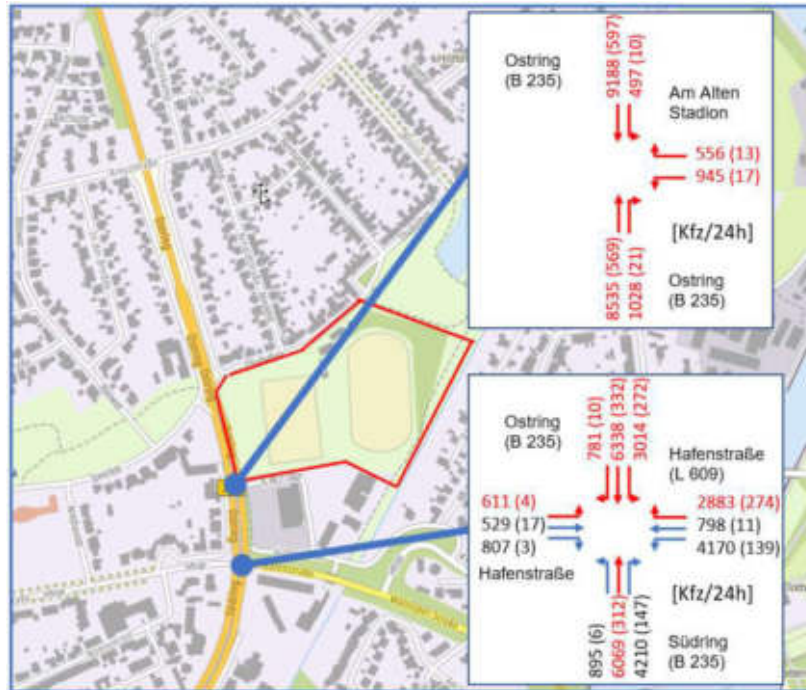 Ostring
(B 235)
9188 (597)
497 (10)
Am Alten
Stadion
556 (13)
945 (17)
[Kfz/24h]
8535 (569)
1028 (21)
Ostring
(B 235)
Ostring
(B 235)
781 (10)
6338 (332)
3014 (272)
Hafenstraße
(L 609)
611 (4)
529 (17)
807 (3)
2883 (274)
798 (11)
4170 (139)
Hafenstraße
[Kfz/24h]
895 (6)
6069 (312)
4210 (147)
Südring
(B 235)